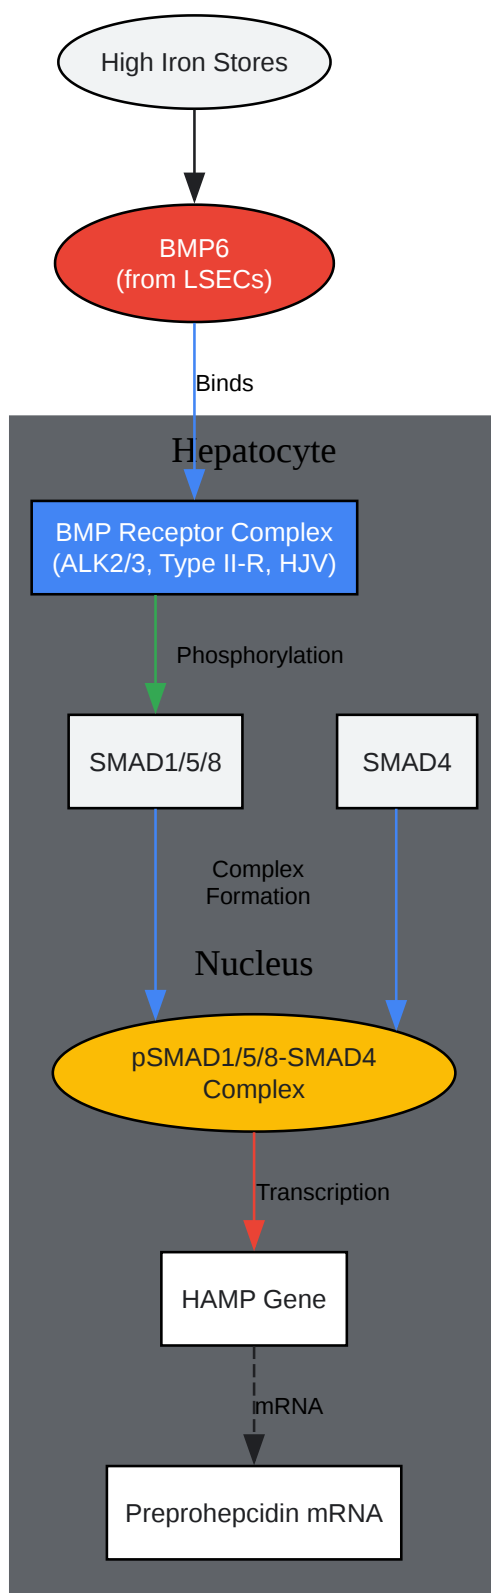 High Iron Stores
BMP6
(from LSECs)
Binds
Hepatocyte
BMP Receptor Complex
(ALK2/3, Type II-R, HJV)
Phosphorylation
SMAD1/5/8
SMAD4
Complex
Formation
Nucleus
pSMAD1/5/8-SMAD4
Complex
Transcription
HAMP Gene
mRNA
Preprohepcidin mRNA